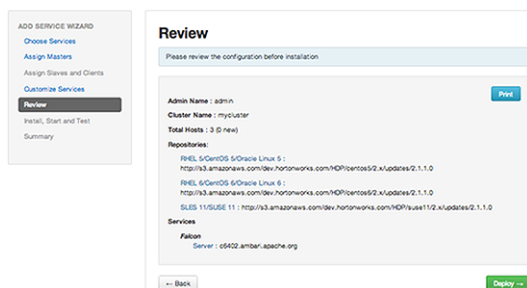 ADD SERVICE WIZARD
Choose Services
Assign Masters
Assign Slaves and Clients
Customize Services
Review
Install, Start and Test
Summary
Review
Please review the configuration before installation
Print
Admin Name : admin
Cluster Name : mycluster
Total Hosts : 3 (0 new)
Repositories:
RHEL 5/CentOS 5/Oracle Linux 5 :
http://s3.amazonaws.com/dev.hortonworks.com/HDP/centos5/2.x/updates/2.1.1.0
RHEL 6/CentOS 6/Oracle Linux 6 :
http://s3.amazonaws.com/dev.hortonworks.com/HDP/centos6/2.x/updates/2.1.1.0
SLES 11/SUSE 11 : http://s3.amazonaws.com/dev.hortonworks.com/HDP/suse11/2.x/updates/2.1.1.0
Services
Falcon
Server : c6402.ambari.apache.org
← Back
Deploy →